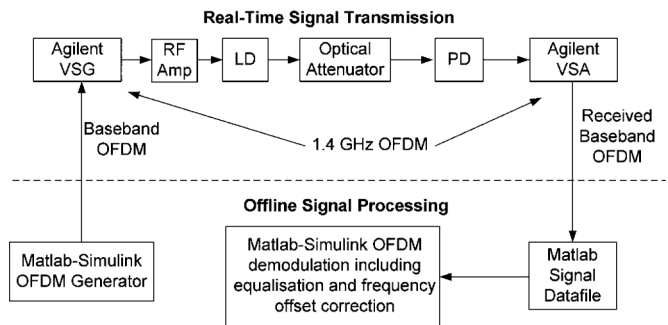 Real-Time Signal Transmission
Agilent
VSG
RF
Amp
LD
Optical
Attenuator
PD
Agilent
VSA
Baseband
OFDM
1.4 GHz OFDM
Received
Baseband
OFDM
Offline Signal Processing
Matlab-Simulink
OFDM Generator
Matlab-Simulink OFDM
demodulation including
equalisation and frequency
offset correction
Matlab
Signal
Datafile